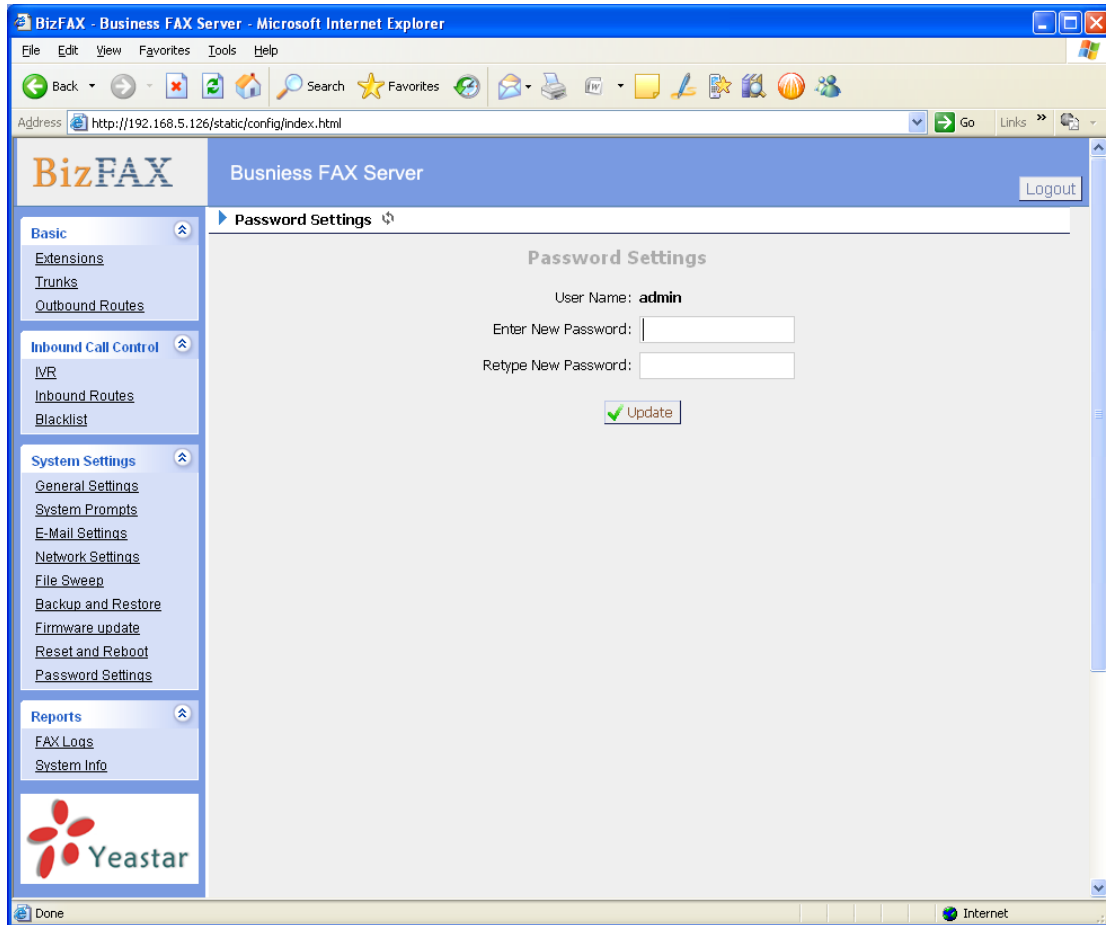 BizFAX - Business FAX Server - Microsoft Internet Explorer
File Edit View Favorites Tools Help
Back Search Favorites
Address http://192.168.5.126/static/config/index.html Go Links »
BizFAX
Busniess FAX Server
Logout
Password Settings
Basic
Extensions
Trunks
Outbound Routes
Inbound Call Control
IVR
Inbound Routes
Blacklist
System Settings
General Settings
System Prompts
E-Mail Settings
Network Settings
File Sweep
Backup and Restore
Firmware update
Reset and Reboot
Password Settings
Reports
FAX Logs
System Info
Yeastar
Password Settings
User Name: admin
Enter New Password:
Retype New Password:
Update
Done Internet